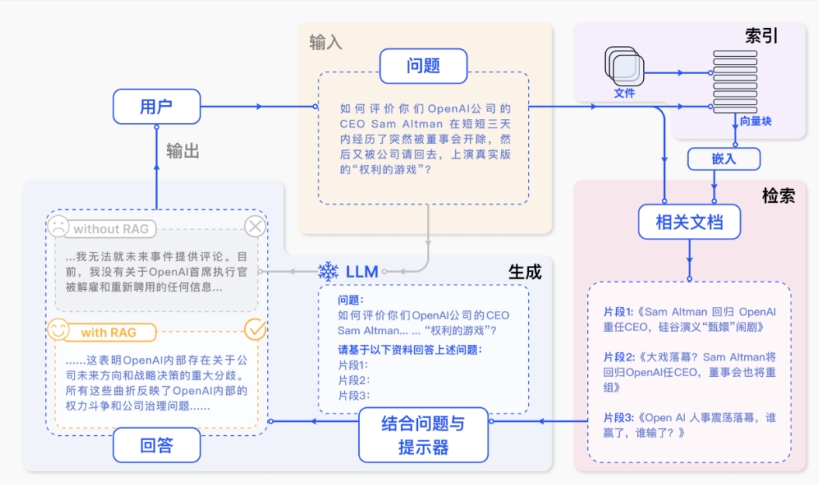 输入
问题
如何评价你们OpenAI公司的
CEO Sam Altman 在短短三天
内经历了突然被董事会开除，然
后又被公司请回去，上演真实版
的“权利的游戏”？
索引
文件
向量块
嵌入
用户
输出
检索
相关文档
片段1:《Sam Altman 回归 OpenAI
重任CEO，硅谷演义“甄嬛”闹剧》
片段2:《大戏落幕？Sam Altman将
回归OpenAI任CEO，董事会也将重
组》
片段3:《Open AI 人事震荡落幕，谁
赢了，谁输了？》
生成
LLM
问题:
如何评价你们OpenAI公司的CEO
Sam Altman... ... “权利的游戏”?
请基于以下资料回答上述问题:
片段1:
片段2:
片段3:
结合问题与
提示器
without RAG
...我无法就未来事件提供评论。目
前，我没有关于OpenAI首席执行官
被解雇和重新聘用的任何信息...
with RAG
......这表明OpenAI内部存在关于公
司未来方向和战略决策的重大分歧。
所有这些曲折反映了OpenAI内部的
权力斗争和公司治理问题......
回答